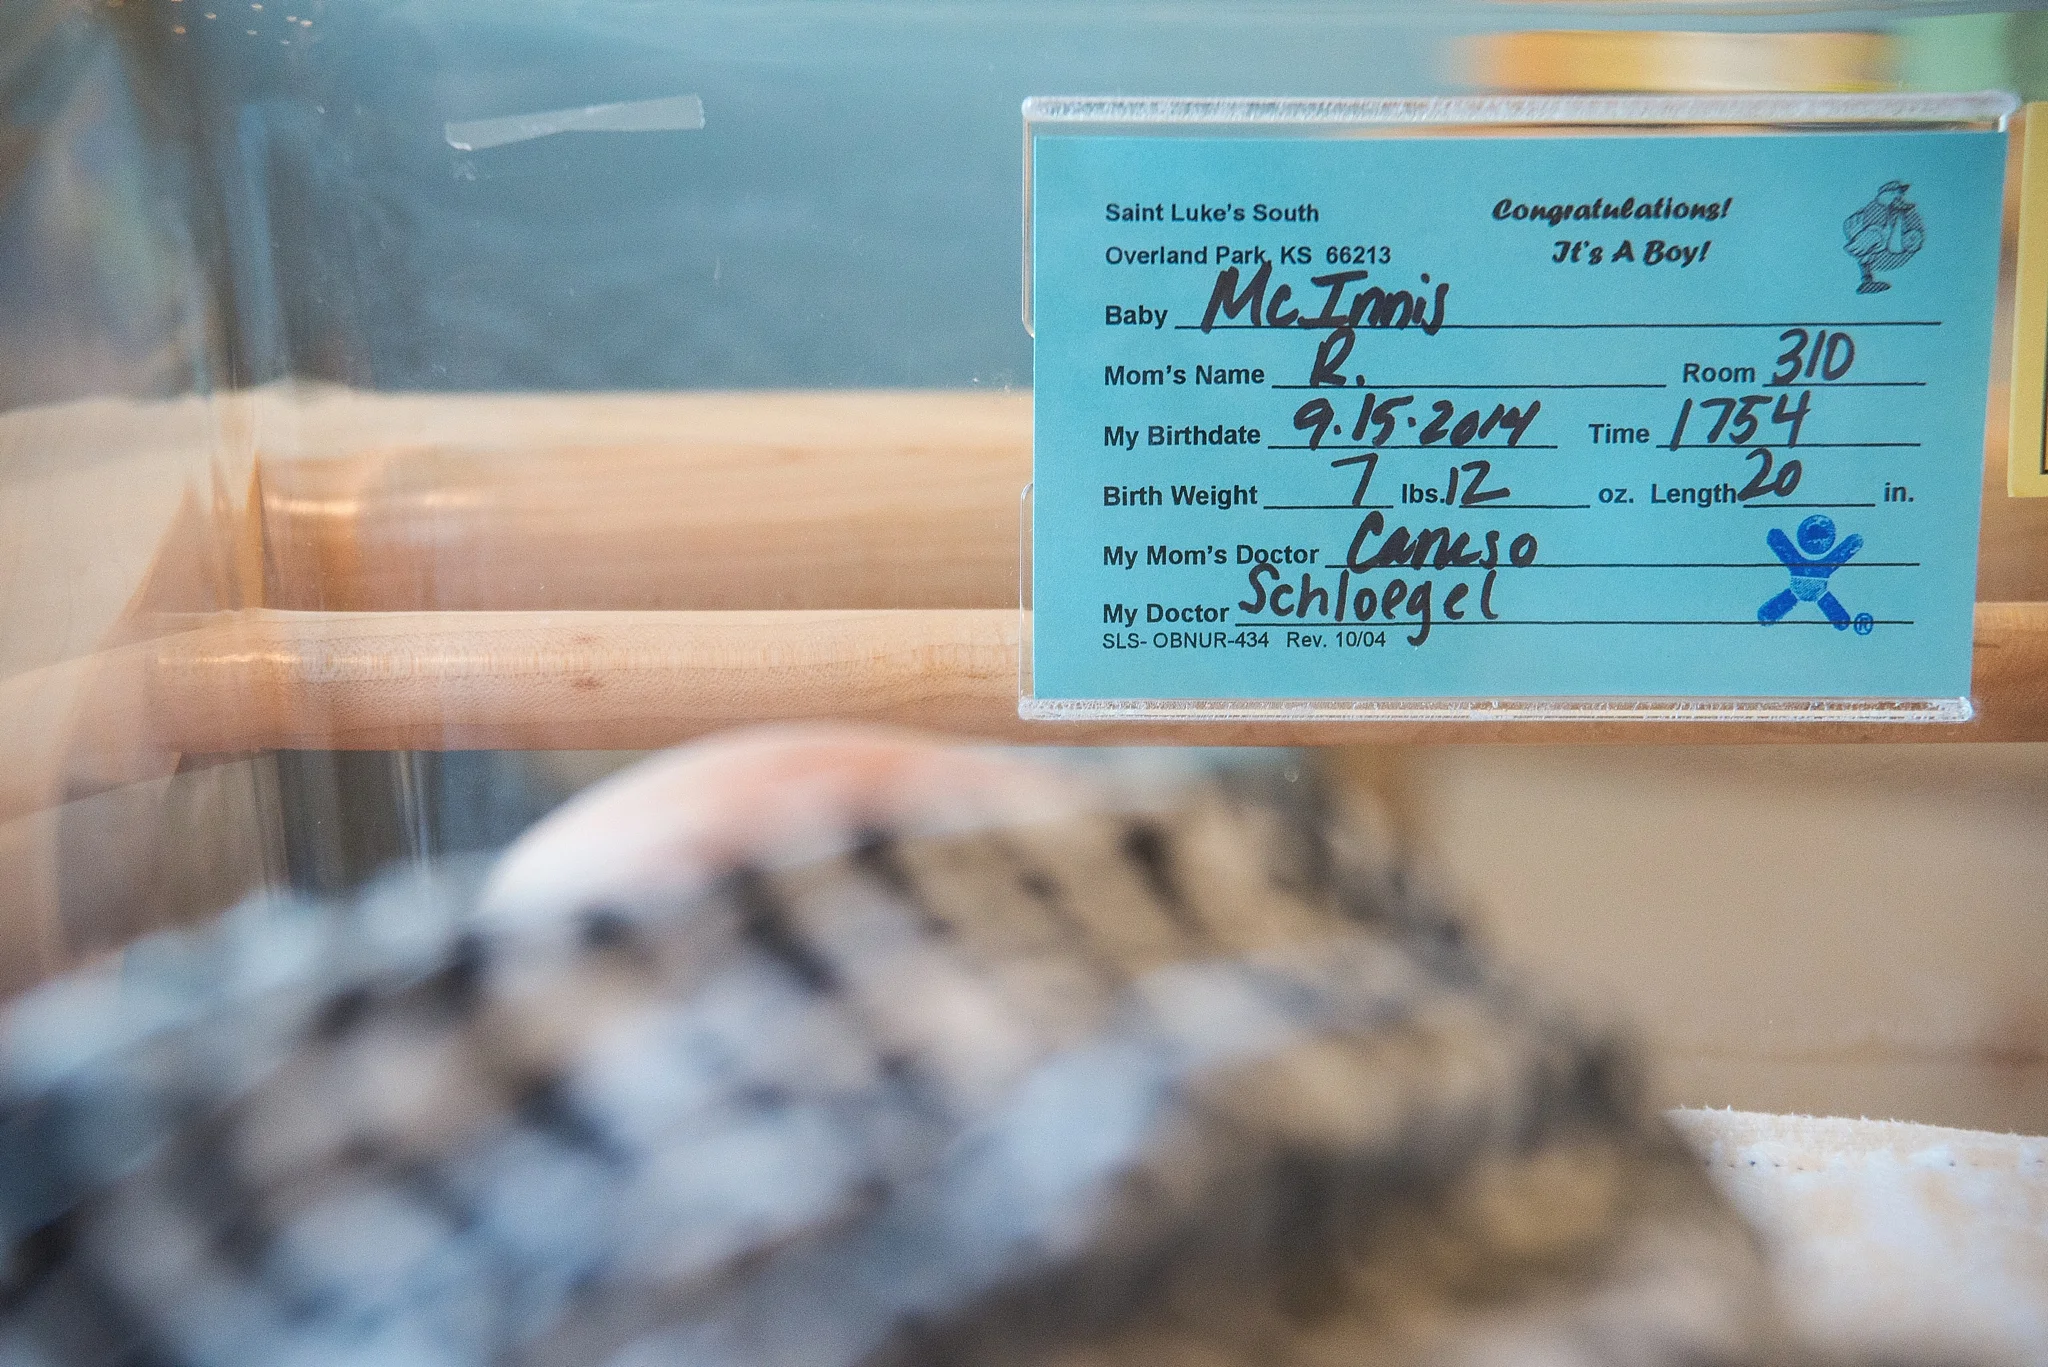 Saint Luke's South
Congratulations!
Overland Park, KS 66213
It's A Boy!
Baby McInnis
Mom's Name R. Room 310
My Birthdate 9.15.2014 Time 1754
Birth Weight 7 lbs. 12 oz. Length 20 in.
My Mom's Doctor Caruso
My Doctor Schloegel
SLS- OBNUR-434 Rev. 10/04
®